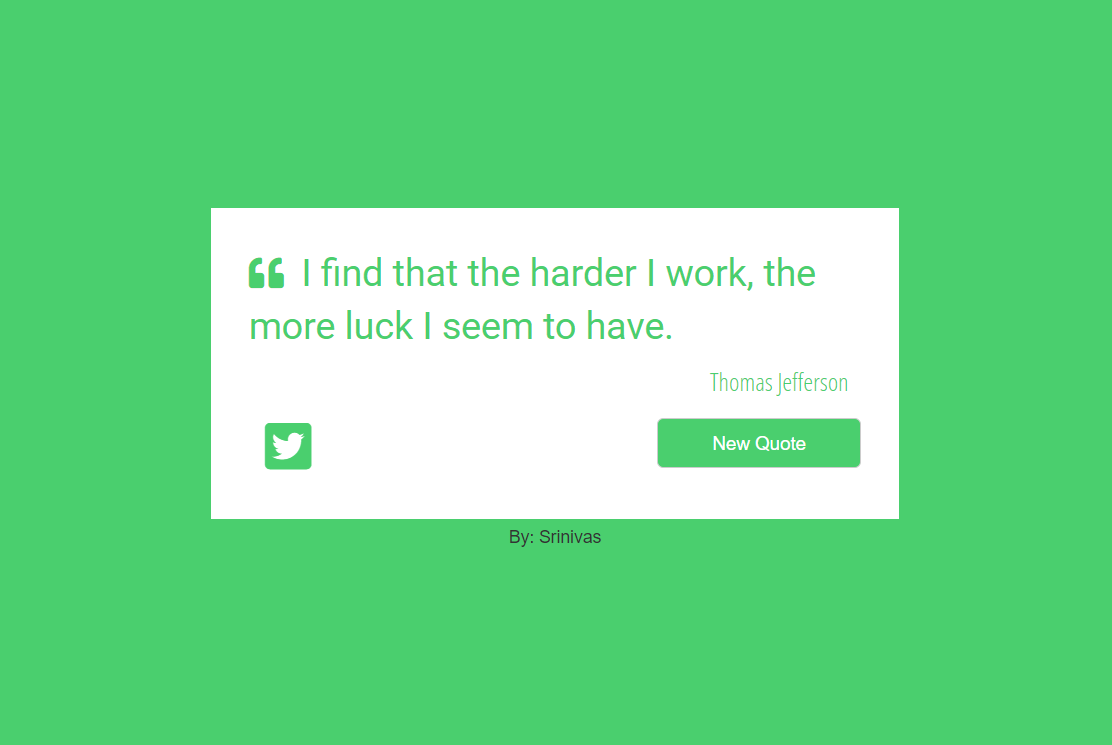 “ I find that the harder I work, the
more luck I seem to have.
Thomas Jefferson
New Quote
By: Srinivas